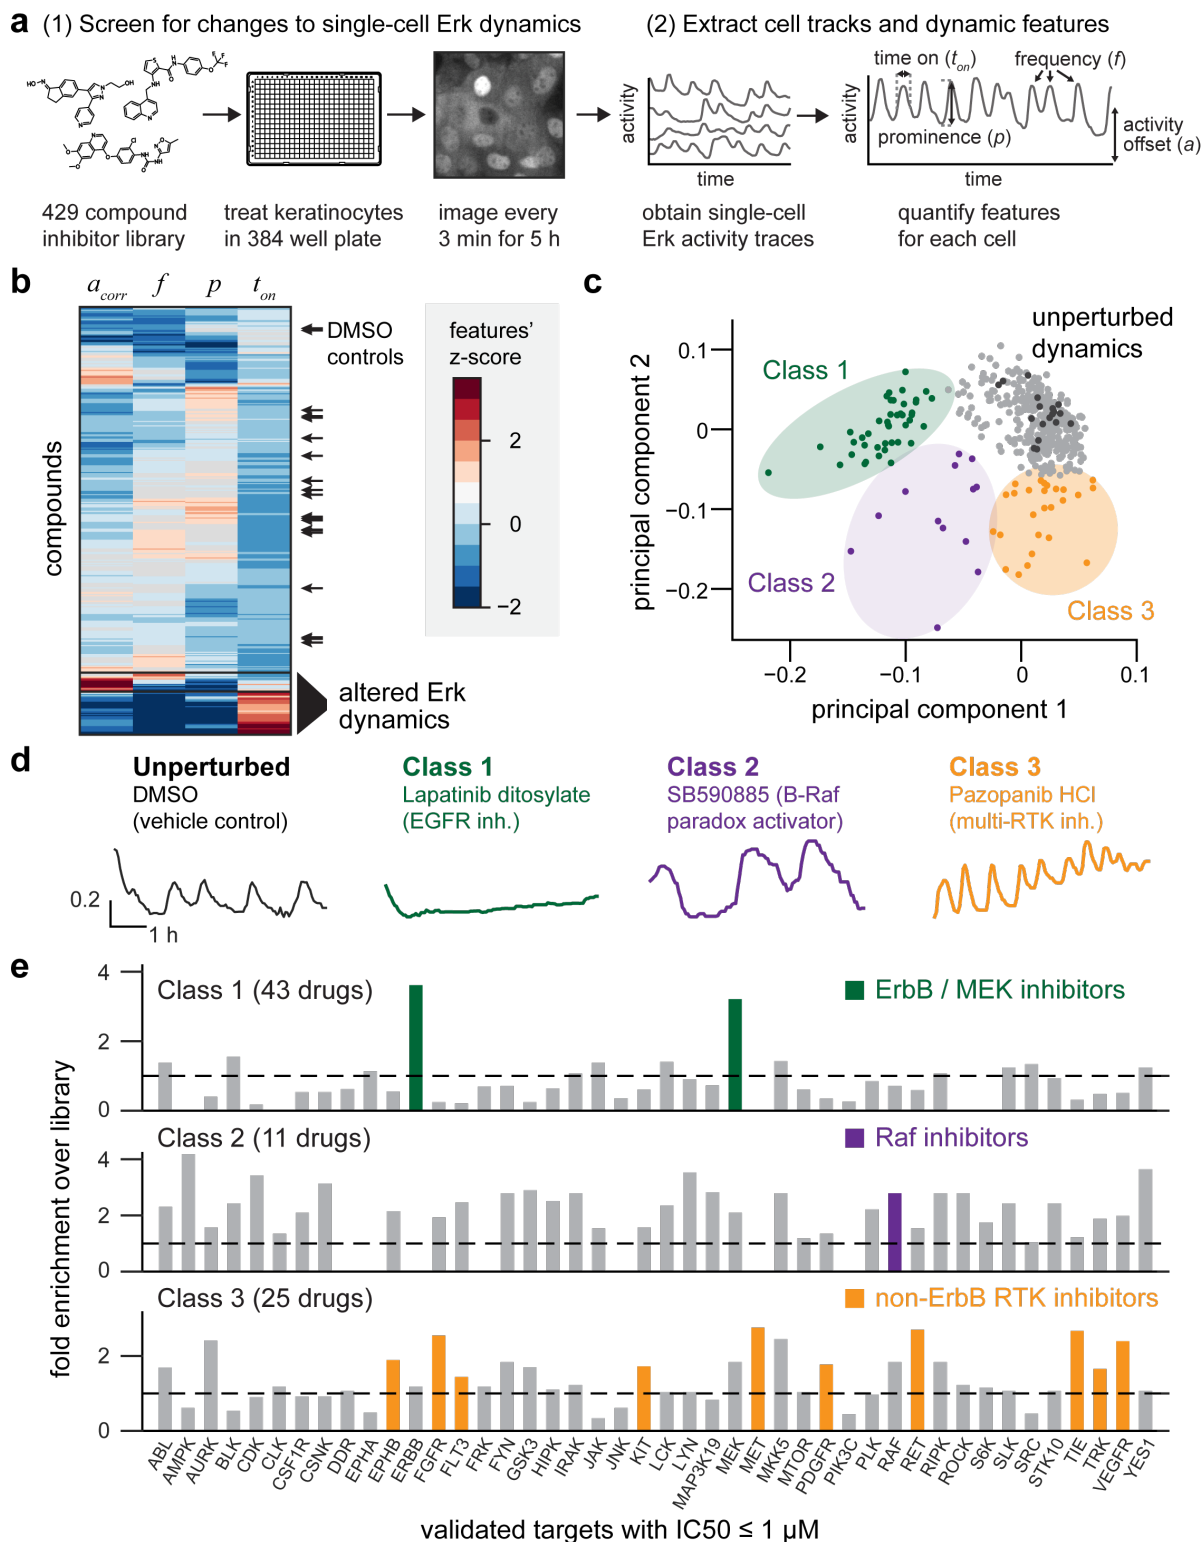 a (1) Screen for changes to single-cell Erk dynamics
(2) Extract cell tracks and dynamic features
429 compound
inhibitor library
treat keratinocytes
in 384 well plate
image every
3 min for 5 h
activity
time
obtain single-cell
Erk activity traces
time on (t_on)
frequency (f)
prominence (p)
activity
offset (a)
activity
time
quantify features
for each cell
b
a_corr f p t_on
compounds
DMSO
controls
altered Erk
dynamics
features'
z-score
2
0
−2
c
unperturbed
dynamics
Class 1
Class 2
Class 3
principal component 2
0.1
0
−0.1
−0.2
−0.2 −0.1 0 0.1
principal component 1
d
Unperturbed
DMSO
(vehicle control)
0.2
1 h
Class 1
Lapatinib ditosylate
(EGFR inh.)
Class 2
SB590885 (B-Raf
paradox activator)
Class 3
Pazopanib HCl
(multi-RTK inh.)
e
fold enrichment over library
Class 1 (43 drugs)
ErbB / MEK inhibitors
4
2
0
Class 2 (11 drugs)
Raf inhibitors
4
2
0
Class 3 (25 drugs)
non-ErbB RTK inhibitors
2
0
ABL
AMPK
AURK
BLK
CDK
CLK
CSF1R
CSNK
DDR
EPHA
EPHB
ERBB
FGFR
FLT3
FRK
FYN
GSK3
HIPK
IRAK
JAK
JNK
KIT
LCK
LYN
MAP3K19
MEK
MET
MKK5
MTOR
PDGFR
PIK3C
PLK
RAF
RET
RIPK
ROCK
S6K
SLK
SRC
STK10
TIE
TRK
VEGFR
YES1
validated targets with IC50 ≤ 1 µM